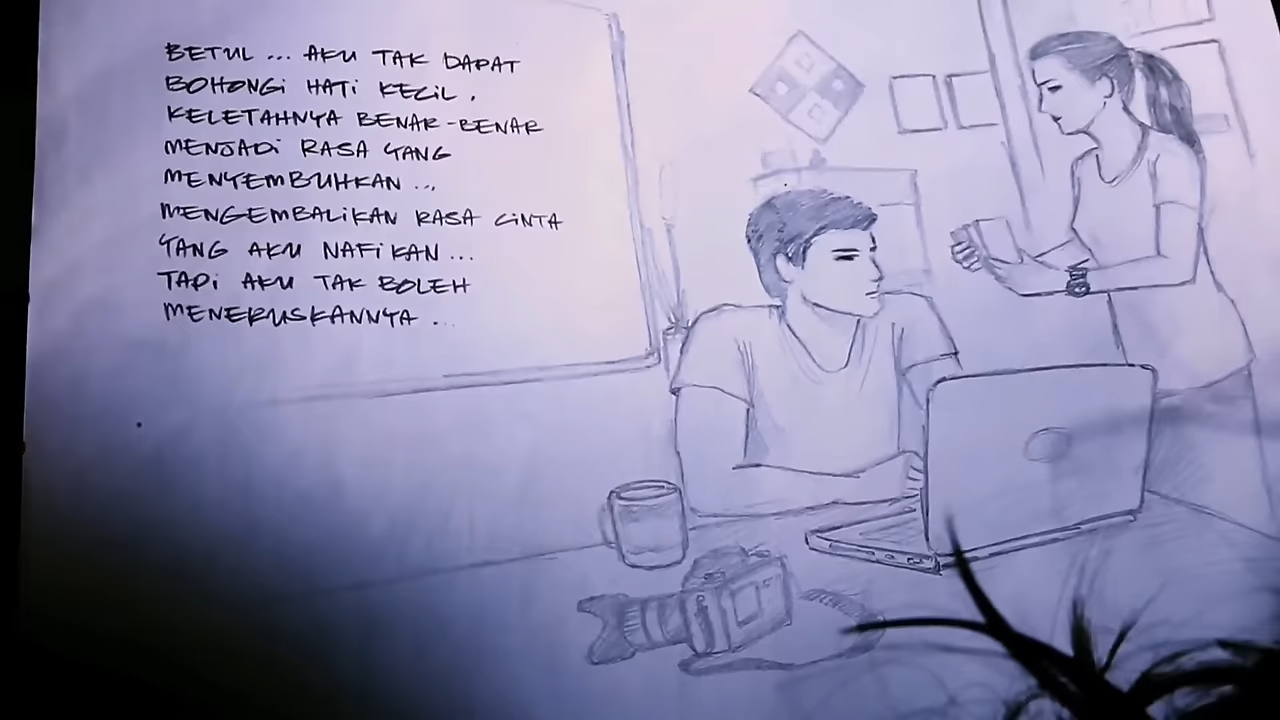 BETUL ... AKU TAK DAPAT
BOHONGi HATi KECiL .
KELETAHNYA BENAR-BENAR
MENJADi RASA YANG
MENYEMBUHKAN ...
MENGEMBALiKAN RASA CiNTA
YANG AKU NAFiKAN ...
TAPi AKU TAK BOLEH
MENERUSKANNYA ...